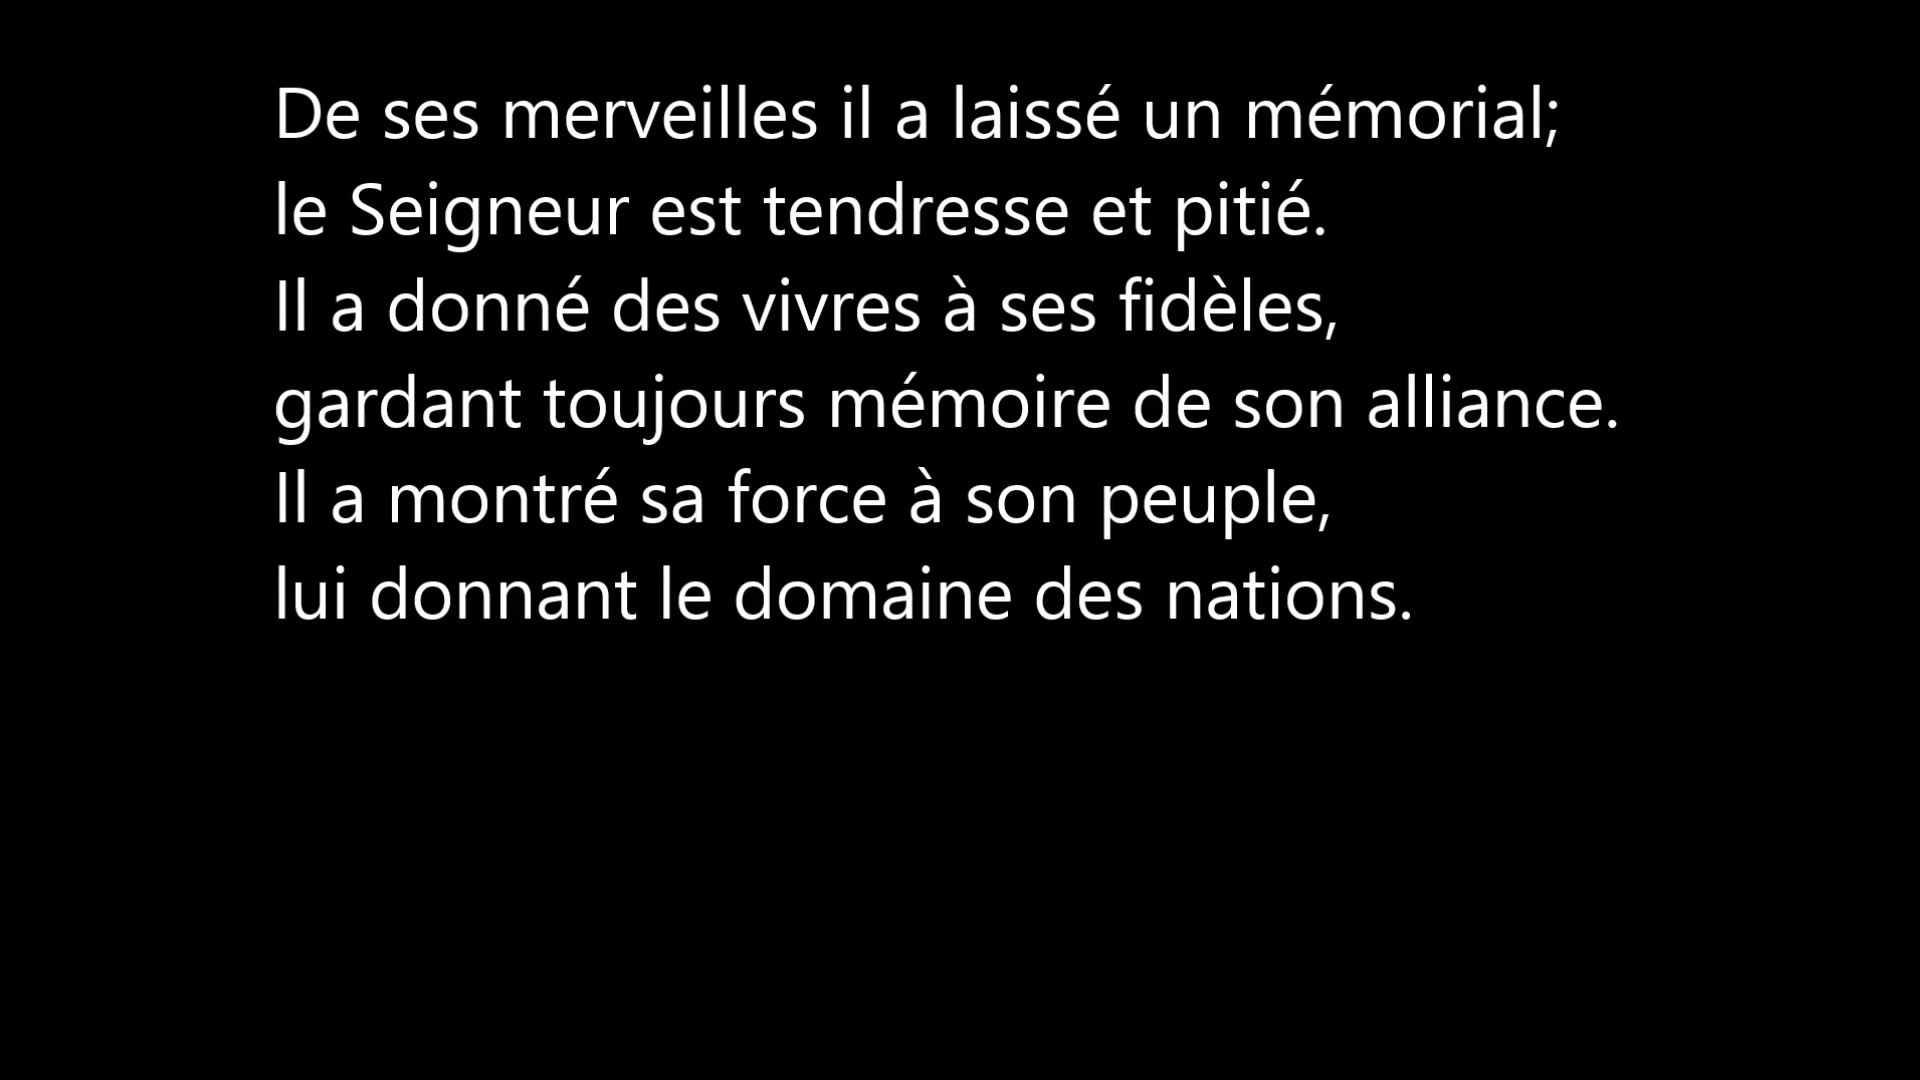 De ses merveilles il a laissé un mémorial;
le Seigneur est tendresse et pitié.
Il a donné des vivres à ses fidèles,
gardant toujours mémoire de son alliance.
Il a montré sa force à son peuple,
lui donnant le domaine des nations.